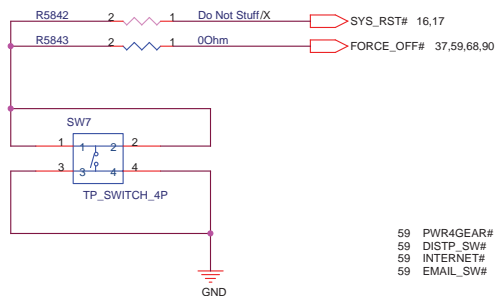 R5842 2 1 Do Not Stuff/X SYS_RST# 16,17
R5843 2 1 0Ohm FORCE_OFF# 37,59,68,90
SW7
1 1 2 2
3 3 4 4
TP_SWITCH_4P
GND
59 PWR4GEAR#
59 DISTP_SW#
59 INTERNET#
59 EMAIL_SW#